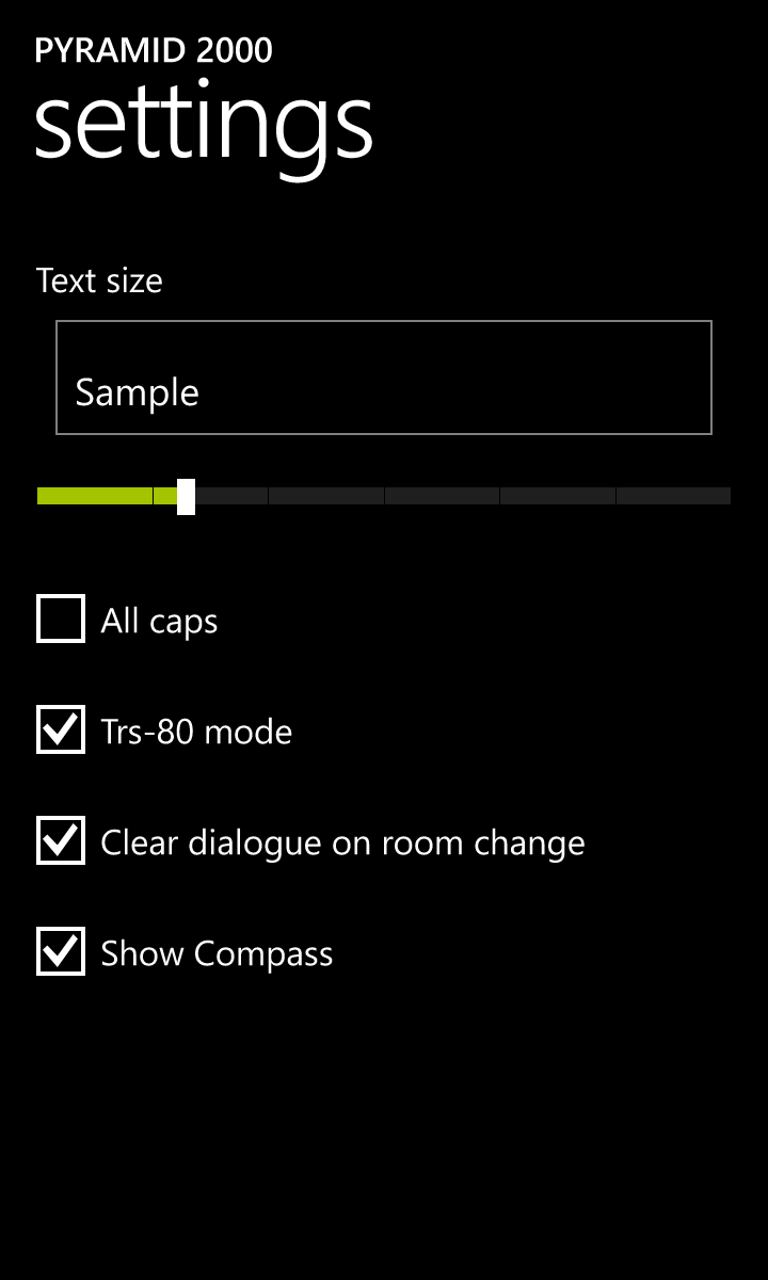 PYRAMID 2000
settings
Text size
Sample
All caps
Trs-80 mode
Clear dialogue on room change
Show Compass